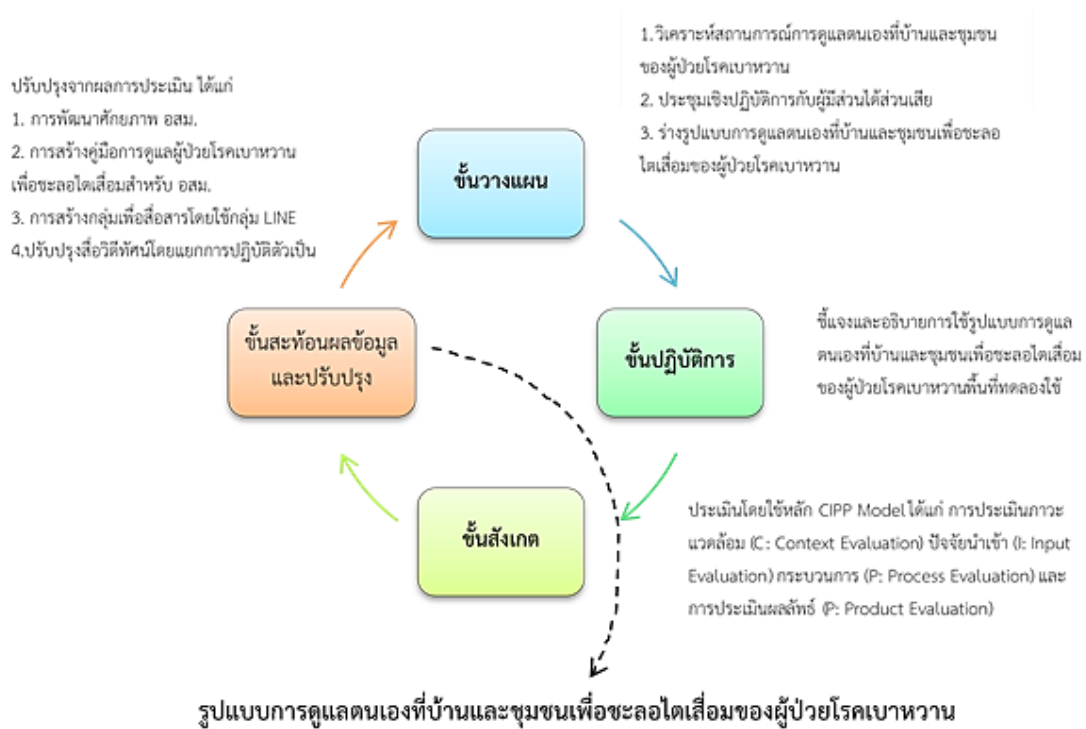 1. วิเคราะห์สถานการณ์การดูแลตนเองที่บ้านและชุมชน
ของผู้ป่วยโรคเบาหวาน
2. ประชุมเชิงปฏิบัติการกับผู้มีส่วนได้ส่วนเสีย
3. ร่างรูปแบบการดูแลตนเองที่บ้านและชุมชนเพื่อชะลอ
ไตเสื่อมของผู้ป่วยโรคเบาหวาน
ปรับปรุงจากผลการประเมิน ได้แก่
1. การพัฒนาศักยภาพ อสม.
2. การสร้างคู่มือการดูแลผู้ป่วยโรคเบาหวาน
เพื่อชะลอไตเสื่อมสำหรับ อสม.
3. การสร้างกลุ่มเพื่อสื่อสารโดยใช้กลุ่ม LINE
4.ปรับปรุงสื่อวิดีทัศน์โดยแยกการปฏิบัติตัวเป็น
ขั้นวางแผน
ขั้นสะท้อนผลข้อมูล
และปรับปรุง
ขั้นปฏิบัติการ
ชี้แจงและอธิบายการใช้รูปแบบการดูแล
ตนเองที่บ้านและชุมชนเพื่อชะลอไตเสื่อม
ของผู้ป่วยโรคเบาหวานพื้นที่ทดลองใช้
ขั้นสังเกต
ประเมินโดยใช้หลัก CIPP Model ได้แก่ การประเมินภาวะ
แวดล้อม (C: Context Evaluation) ปัจจัยนำเข้า (I: Input
Evaluation) กระบวนการ (P: Process Evaluation) และ
การประเมินผลลัพธ์ (P: Product Evaluation)
รูปแบบการดูแลตนเองที่บ้านและชุมชนเพื่อชะลอไตเสื่อมของผู้ป่วยโรคเบาหวาน